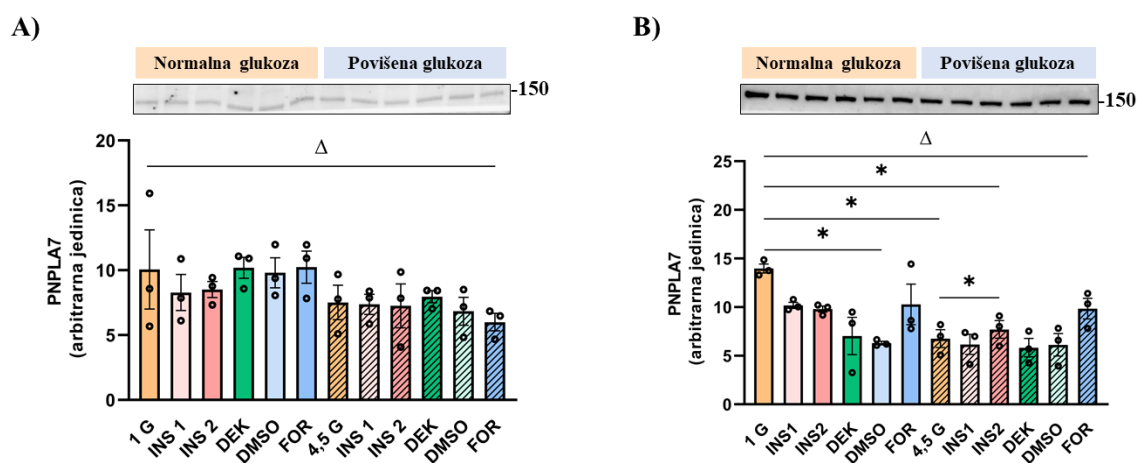 A)
Normalna glukoza Povišena glukoza
-150
Δ
20
15
10
5
0
PNPLA7
(arbitrarna jedinica)
1 G INS 1 INS 2 DEK DMSO FOR 4,5 G INS 1 INS 2 DEK DMSO FOR
B)
Normalna glukoza Povišena glukoza
-150
Δ
*
*
*
*
25
20
15
10
5
0
PNPLA7
(arbitrarna jedinica)
1 G INS1 INS2 DEK DMSO FOR 4,5 G INS1 INS2 DEK DMSO FOR